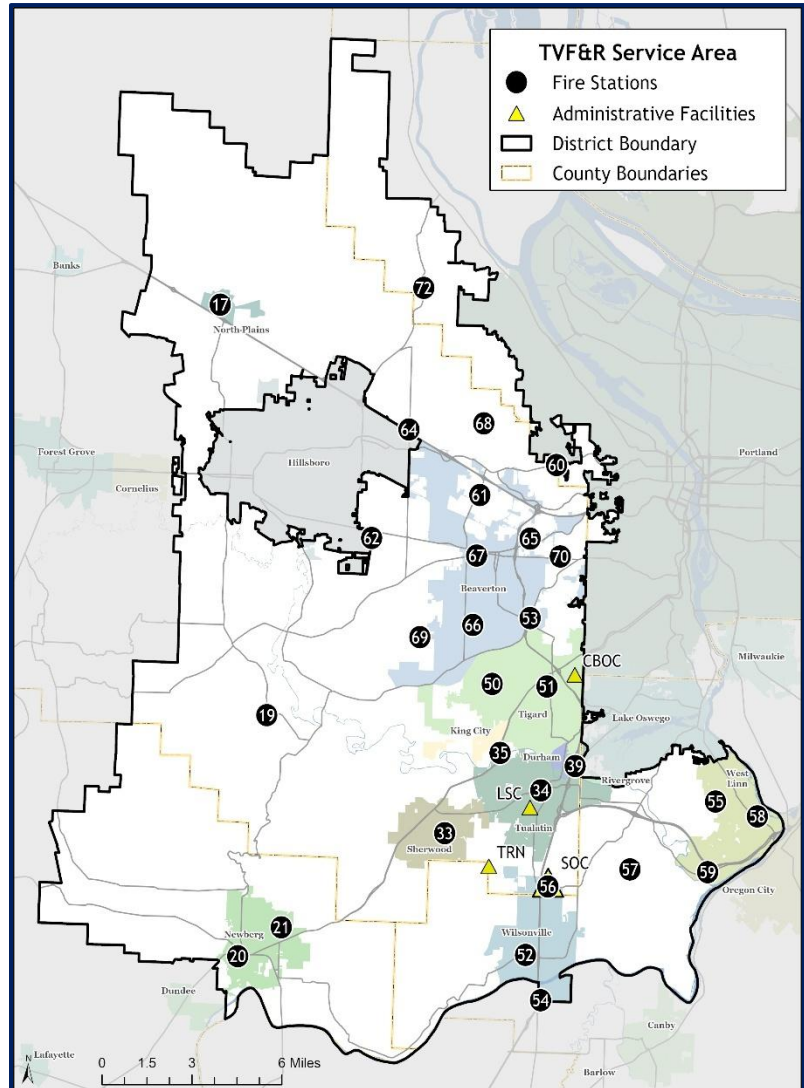 TVF&R Service Area
Fire Stations
Administrative Facilities
District Boundary
County Boundaries
Banks
72
17
North Plains
68
64
60
Portland
Forest Grove
Hillsboro
Cornelius
61
62
65
67
70
Beaverton
53
66
69
CBOC
Milwaukie
50
51
19
Tigard
Lake Oswego
King City
35
Durham
39
Rivergrove
West
Linn
LSC
34
55
58
Tualatin
33
Sherwood
TRN
SOC
57
59
56
Oregon City
21
Newberg
20
Wilsonville
52
Dundee
54
Canby
Lafayette
Barlow
N
0 1.5 3 6 Miles